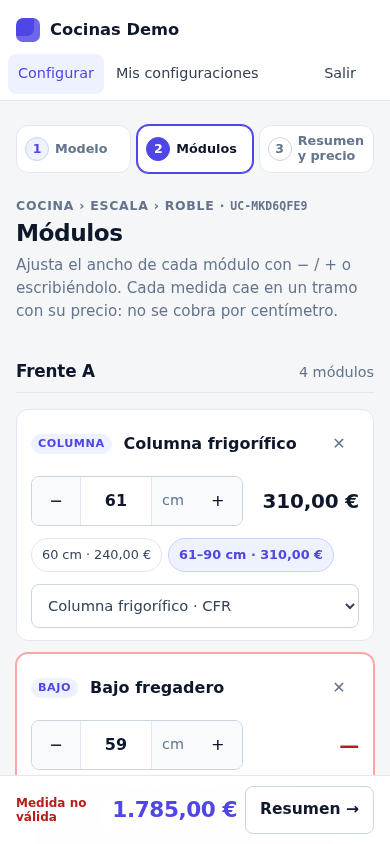 Cocinas Demo
Configurar Mis configuraciones Salir
1 Modelo 2 Módulos 3 Resumen y precio
COCINA › ESCALA › ROBLE · UC-MKD6QFE9
Módulos
Ajusta el ancho de cada módulo con − / + o
escribiéndolo. Cada medida cae en un tramo
con su precio: no se cobra por centímetro.
Frente A 4 módulos
COLUMNA Columna frigorífico ✕
− 61 cm + 310,00 €
60 cm · 240,00 € 61–90 cm · 310,00 €
Columna frigorífico · CFR
BAJO Bajo fregadero ✕
− 59 cm + —
Medida no
válida
1.785,00 € Resumen →